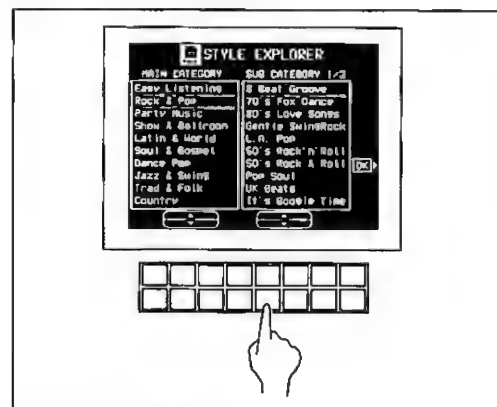 STYLE EXPLORER
MAIN CATEGORY
Easy Listening
Rock & Pop
Party Music
Show & Ballroom
Latin & World
Soul & Gospel
Dance Pop
Jazz & Swing
Trad & Folk
Country
SUB CATEGORY 1/2
8 Beat Groove
70's Fox Dance
80's Love Songs
Gentle SwingRock
L.A. Pop
50's Rock'n'Roll
50's Rock & Roll
Pop Soul
UK Beats
It's Boogie Time
OK